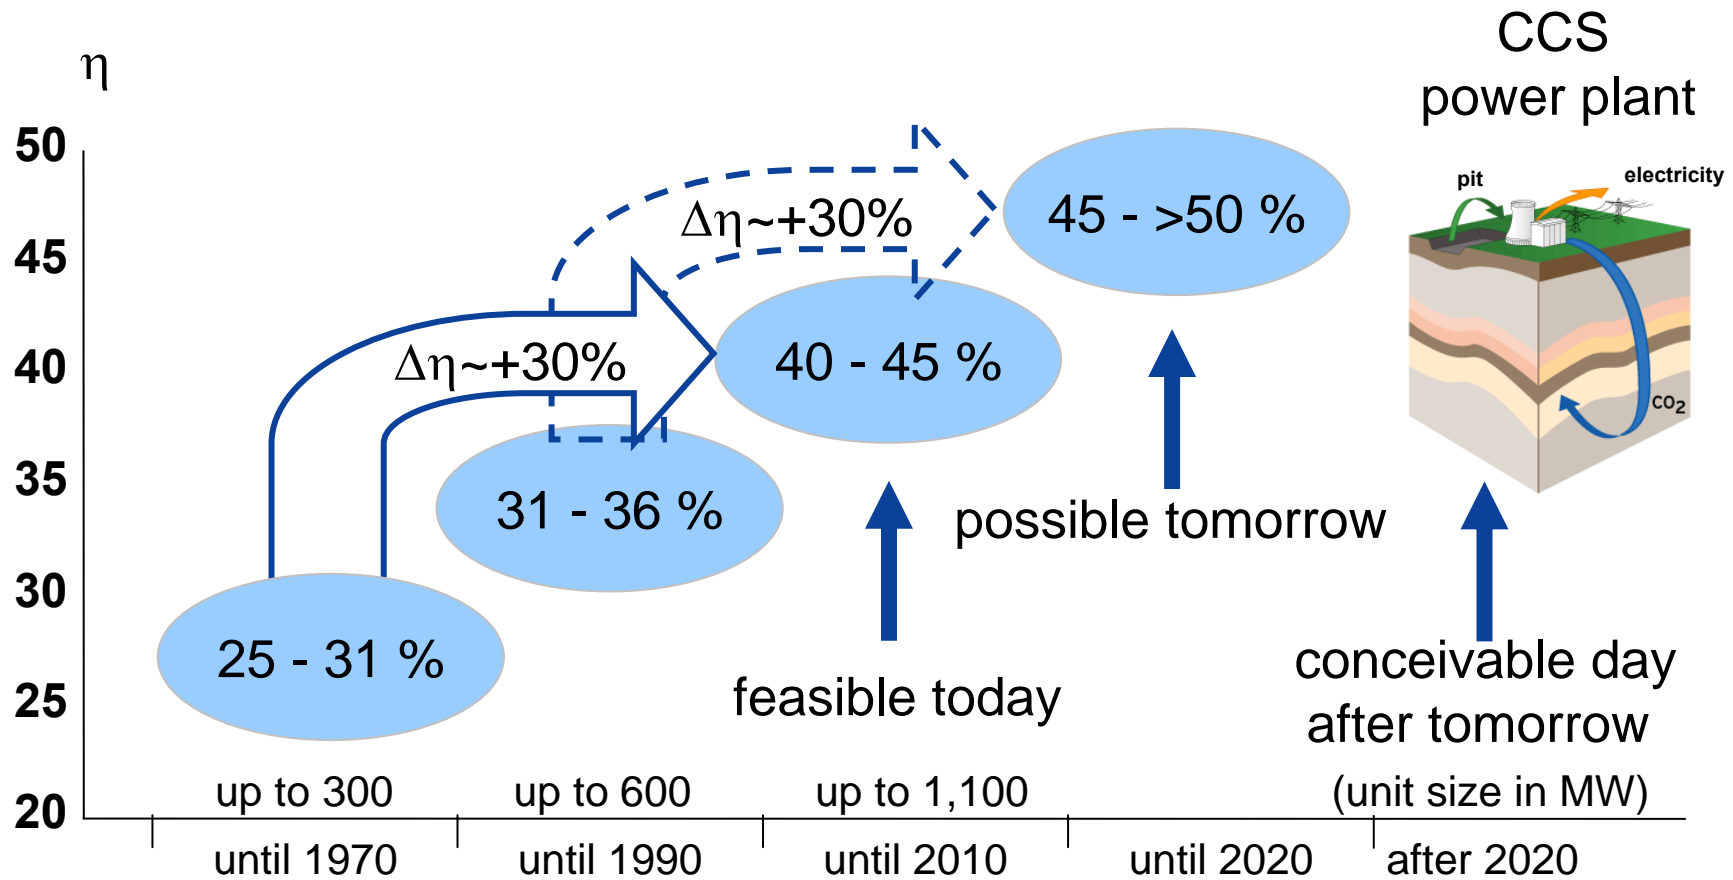 CCS
power plant
η
50
45
40
35
30
25
20
pit
electricity
CO2
Δη~+30%
45 - >50 %
Δη~+30%
40 - 45 %
31 - 36 %
25 - 31 %
possible tomorrow
feasible today
conceivable day
after tomorrow
up to 300
up to 600
up to 1,100
(unit size in MW)
until 1970
until 1990
until 2010
until 2020
after 2020